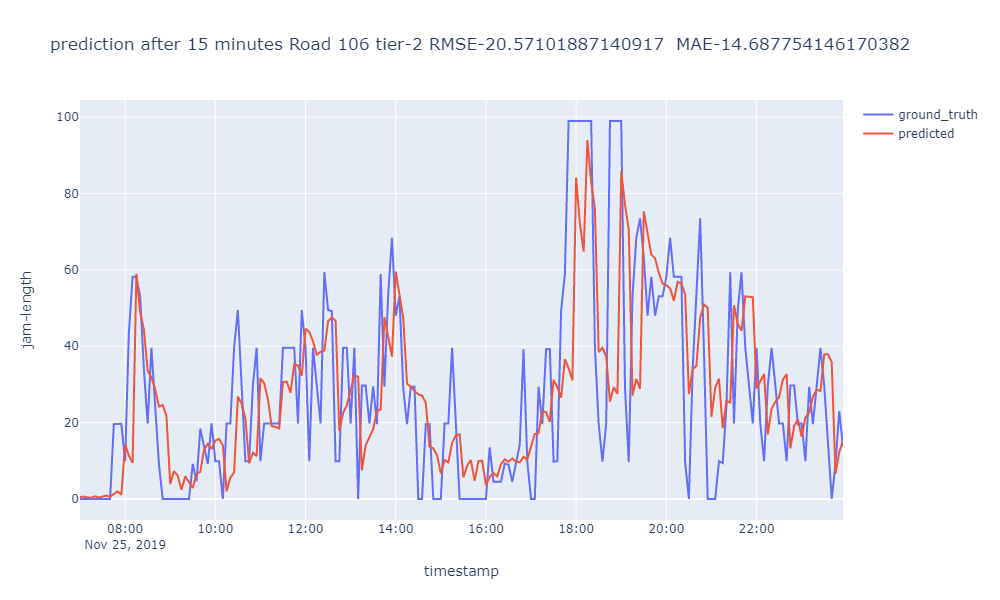 prediction after 15 minutes Road 106 tier-2 RMSE-20.57101887140917  MAE-14.687754146170382
ground_truth
predicted
100
80
60
40
20
0
jam-length
08:00 10:00 12:00 14:00 16:00 18:00 20:00 22:00
Nov 25, 2019
timestamp